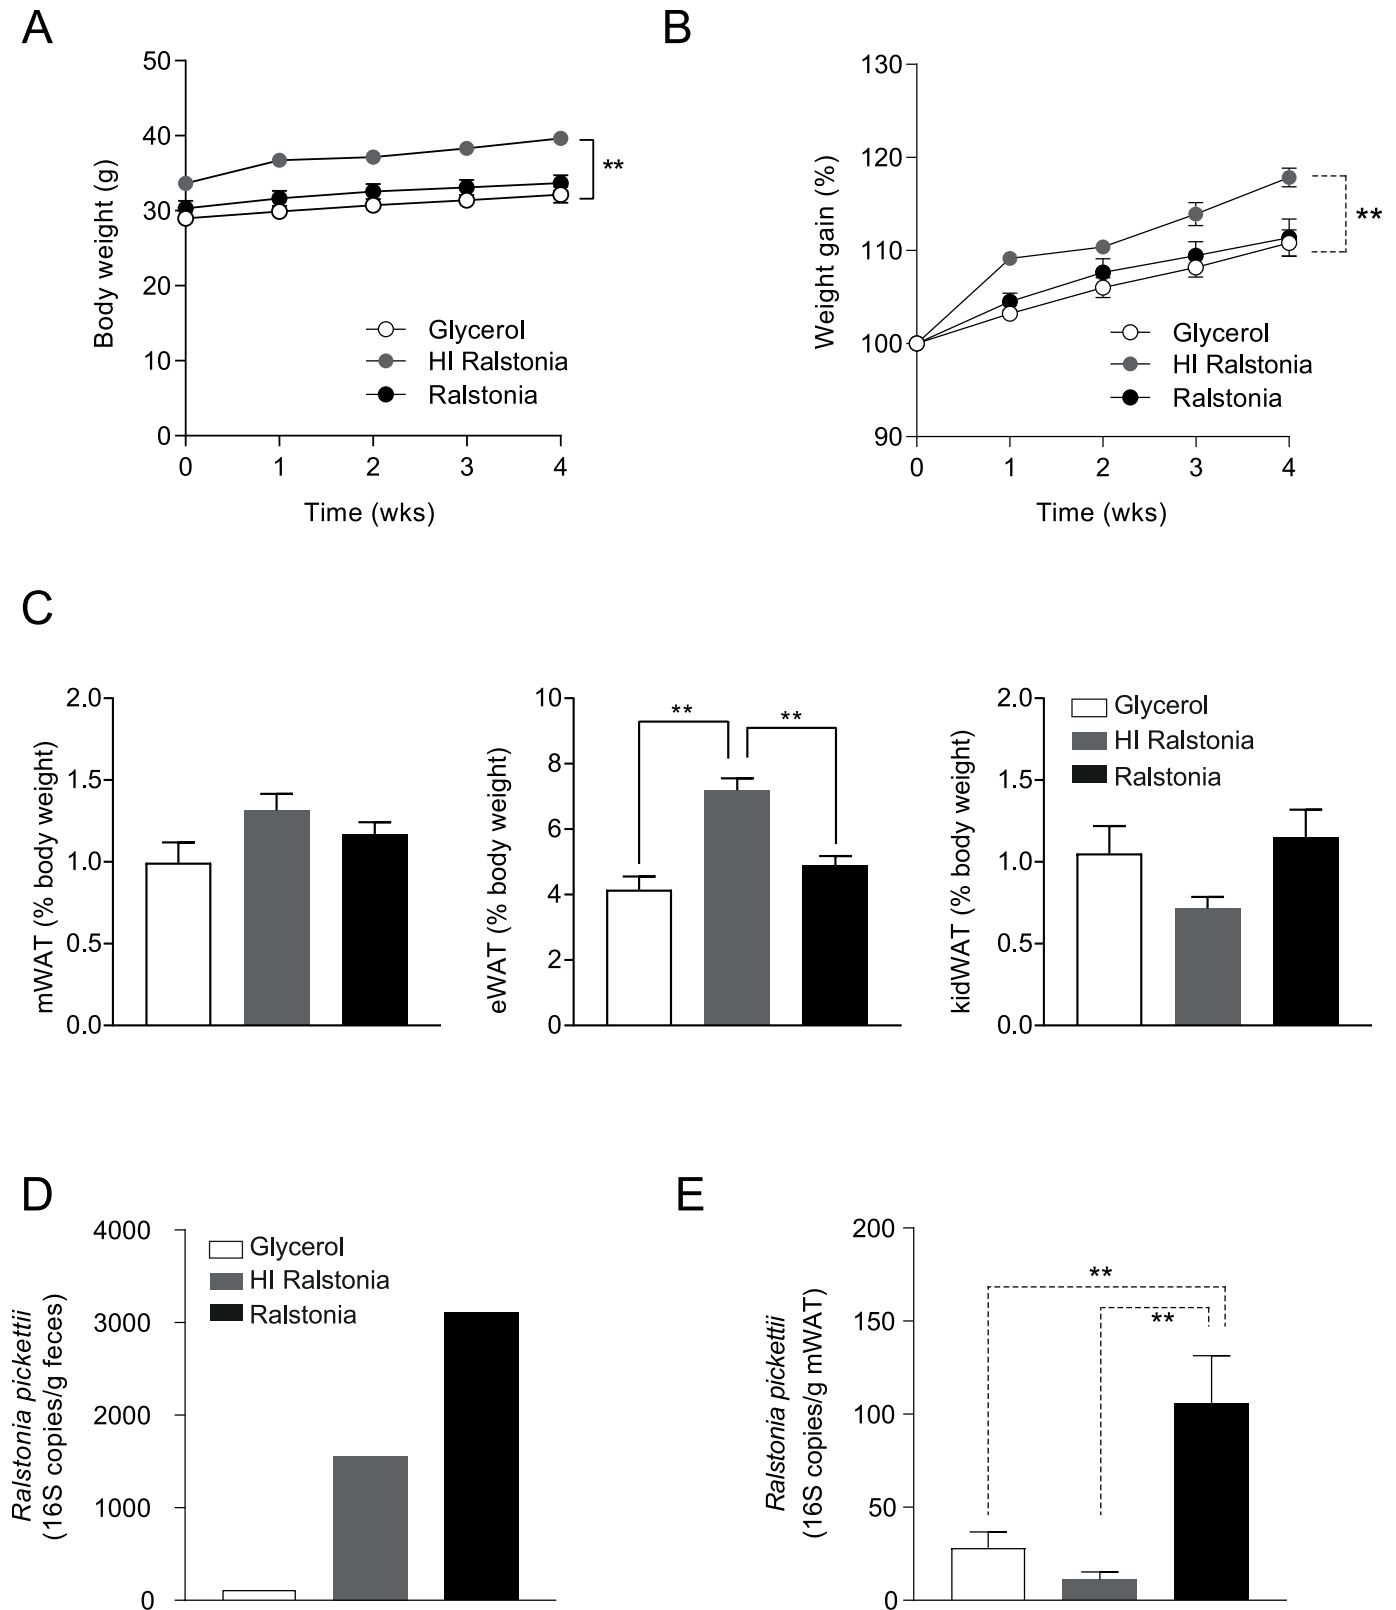 A
Body weight (g)
50
40
30
20
10
0
0 1 2 3 4
Time (wks)
**
Glycerol
HI Ralstonia
Ralstonia
B
Weight gain (%)
130
120
110
100
90
0 1 2 3 4
Time (wks)
**
Glycerol
HI Ralstonia
Ralstonia
C
mWAT (% body weight)
2.0
1.5
1.0
0.5
0.0
eWAT (% body weight)
10
8
6
4
2
0
** **
kidWAT (% body weight)
2.0
1.5
1.0
0.5
0.0
Glycerol
HI Ralstonia
Ralstonia
D
Ralstonia pickettii
(16S copies/g feces)
4000
3000
2000
1000
0
Glycerol
HI Ralstonia
Ralstonia
E
Ralstonia pickettii
(16S copies/g mWAT)
200
150
100
50
0
**
**